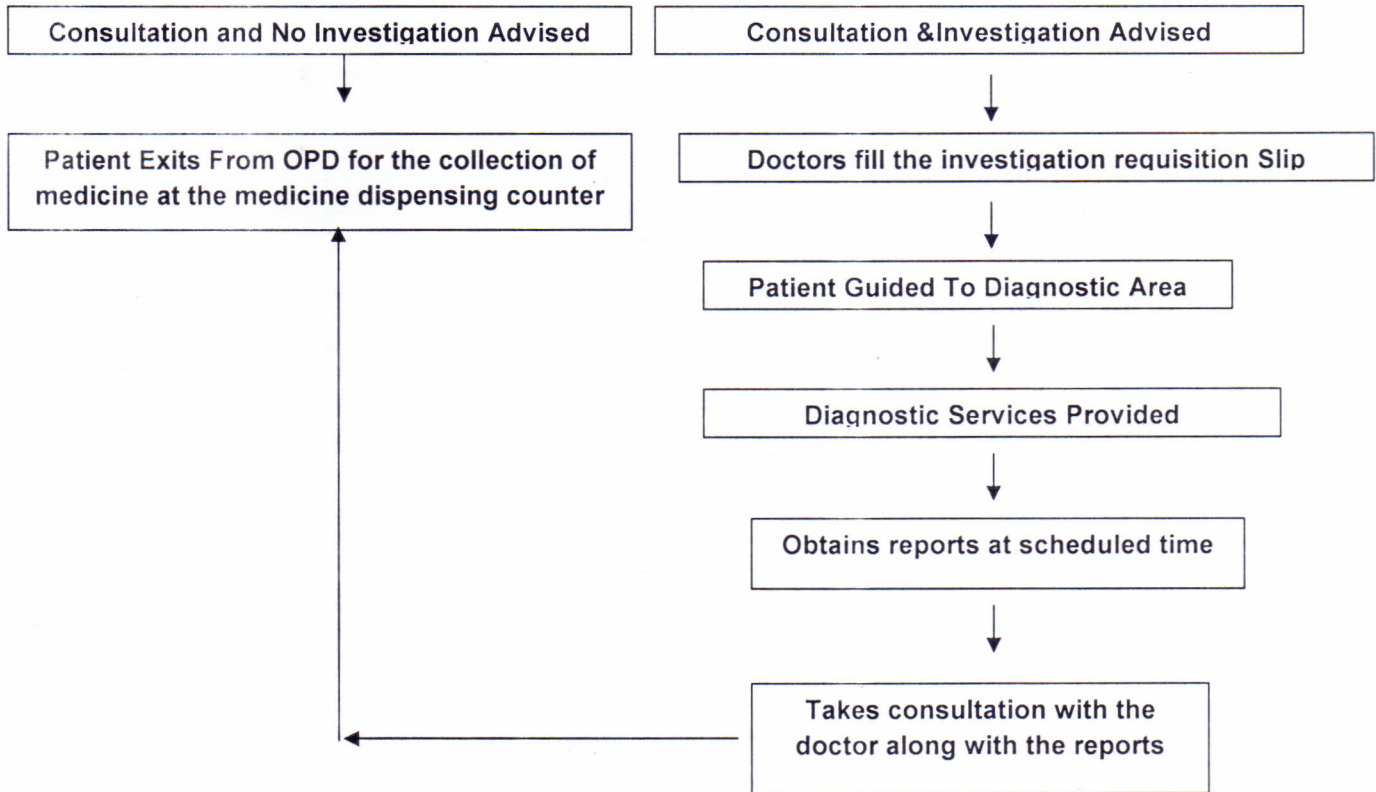 Consultation and No Investigation Advised
Consultation &Investigation Advised
Patient Exits From OPD for the collection of
medicine at the medicine dispensing counter
Doctors fill the investigation requisition Slip
Patient Guided To Diagnostic Area
Diagnostic Services Provided
Obtains reports at scheduled time
Takes consultation with the
doctor along with the reports